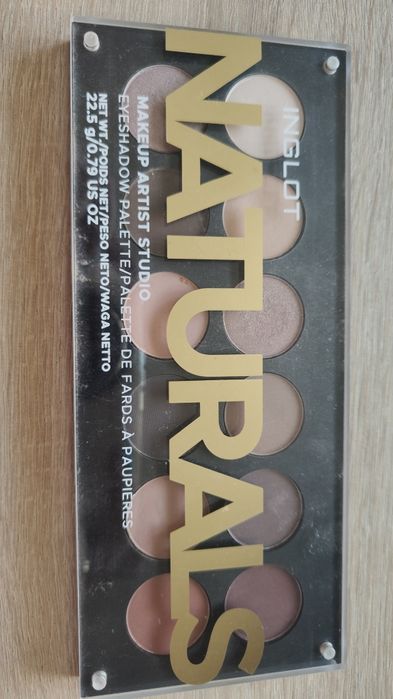 INGLOT
NATURALS
MAKEUP ARTIST STUDIO
EYESHADOW PALETTE/PALETTE DE FARDS À PAUPIÈRES
NET WT./POIDS NET/PESO NETO/WAGA NETTO
22.5 g/0.79 US OZ